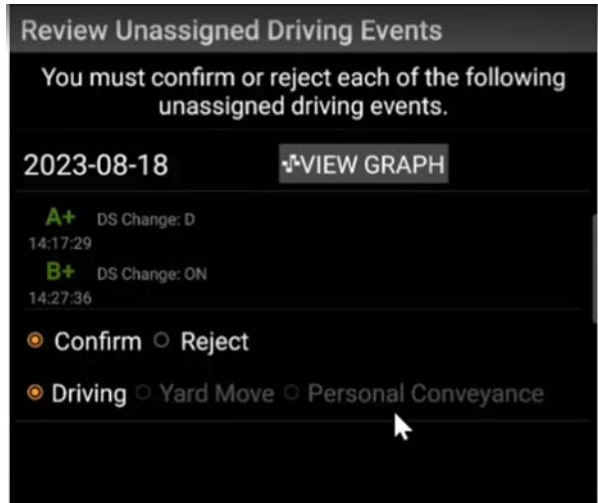 Review Unassigned Driving Events
You must confirm or reject each of the following
unassigned driving events.
2023-08-18 VIEW GRAPH
A+ DS Change: D
14:17:29
B+ DS Change: ON
14:27:36
Confirm Reject
Driving Yard Move Personal Conveyance